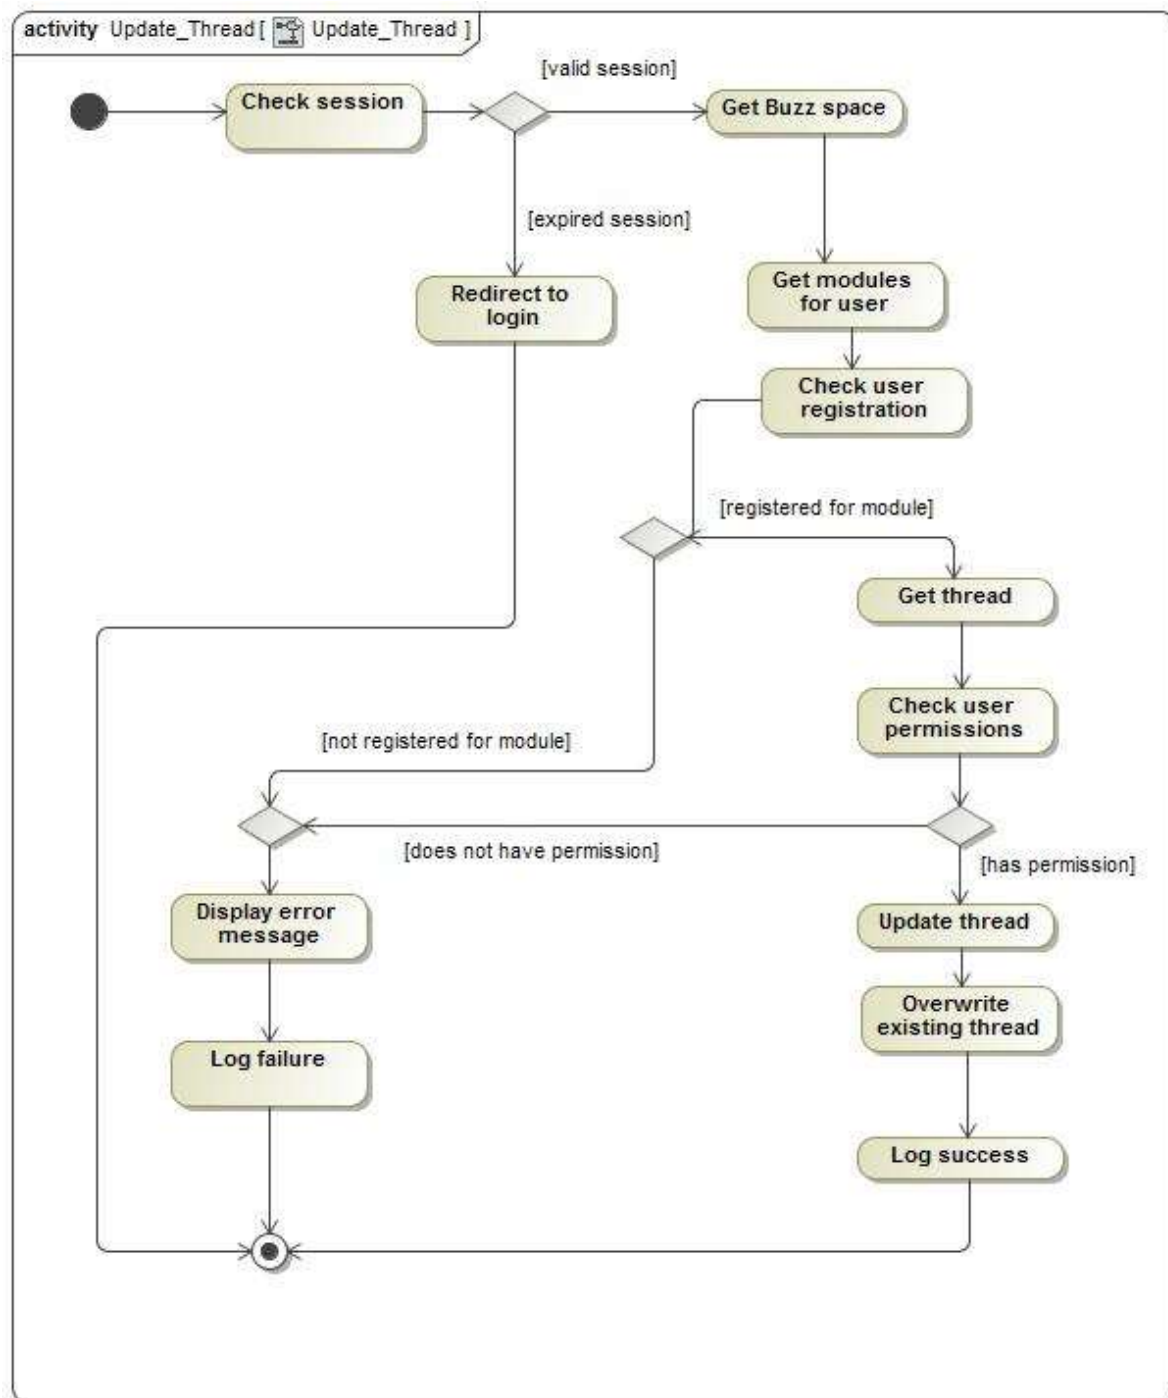 activity Update_Thread [ Update_Thread ]
[valid session]
Check session
Get Buzz space
[expired session]
Redirect to
login
Get modules
for user
Check user
registration
[registered for module]
Get thread
Check user
permissions
[not registered for module]
[does not have permission]
[has permission]
Display error
message
Update thread
Overwrite
existing thread
Log failure
Log success